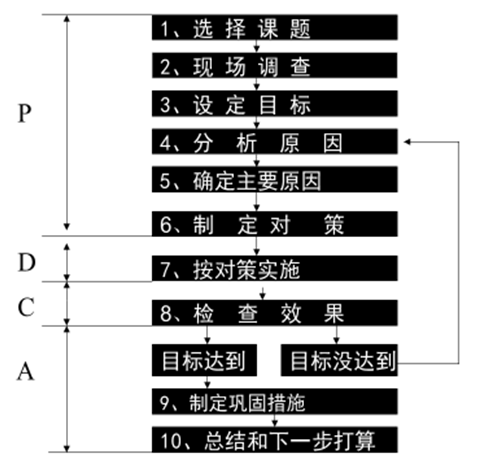 1、选择课题
2、现场调查
3、设定目标
P
4、分析原因
5、确定主要原因
6、制定对策
D
7、按对策实施
C
8、检查效果
目标达到 目标没达到
A
9、制定巩固措施
10、总结和下一步打算